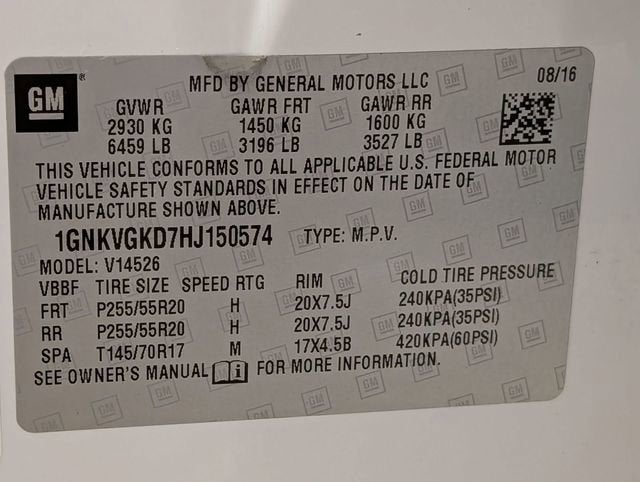 GM
MFD BY GENERAL MOTORS LLC 08/16
GVWR GAWR FRT GAWR RR
2930 KG 1450 KG 1600 KG
6459 LB 3196 LB 3527 LB
THIS VEHICLE CONFORMS TO ALL APPLICABLE U.S. FEDERAL MOTOR
VEHICLE SAFETY STANDARDS IN EFFECT ON THE DATE OF
MANUFACTURE SHOWN ABOVE.
1GNKVGKD7HJ150574 TYPE: M.P.V.
MODEL: V14526
VBBF TIRE SIZE SPEED RTG RIM COLD TIRE PRESSURE
FRT P255/55R20 H 20X7.5J 240KPA(35PSI)
RR P255/55R20 H 20X7.5J 240KPA(35PSI)
SPA T145/70R17 M 17X4.5B 420KPA(60PSI)
SEE OWNER'S MANUAL i FOR MORE INFORMATION.